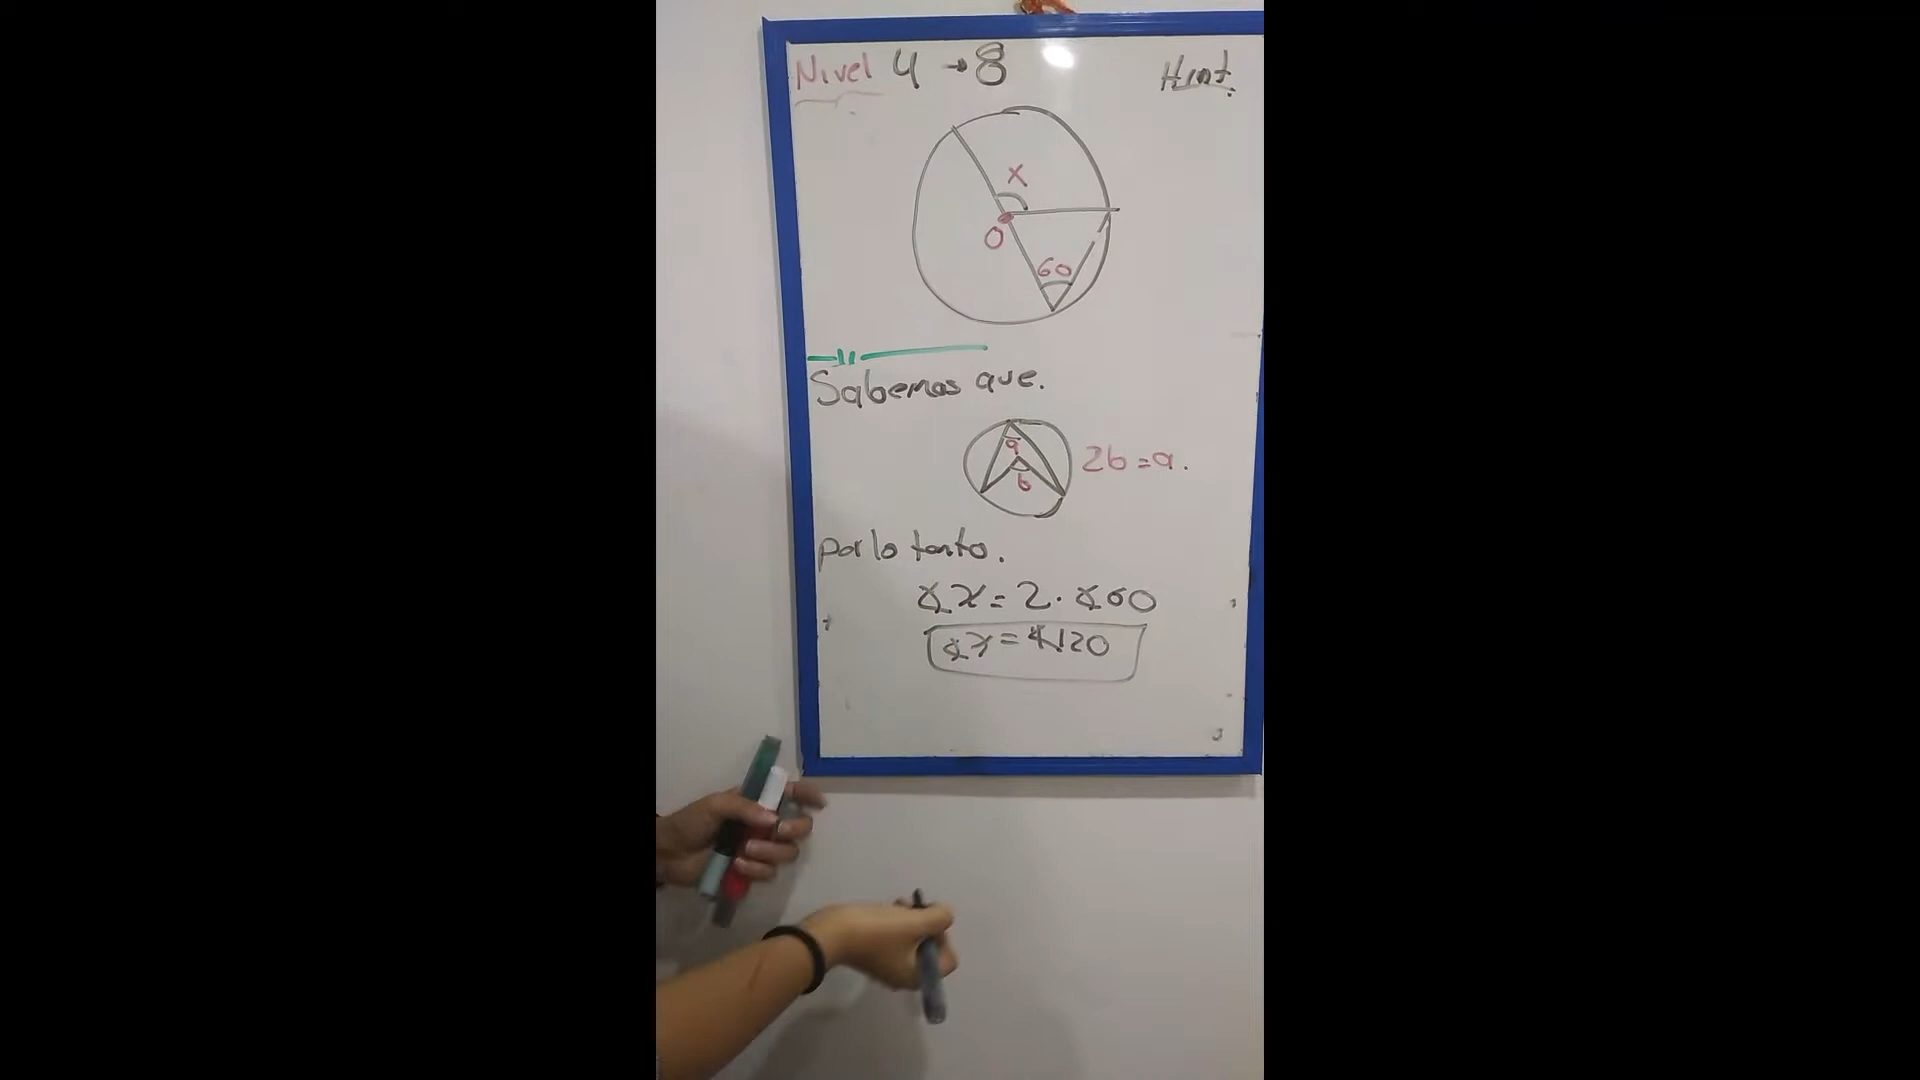 Nivel 4 → 8
Hint.
x
O
60
Sabemos que.
a
b
2b = a.
por lo tanto.
∢x = 2 · ∢60
∢x = ∢120